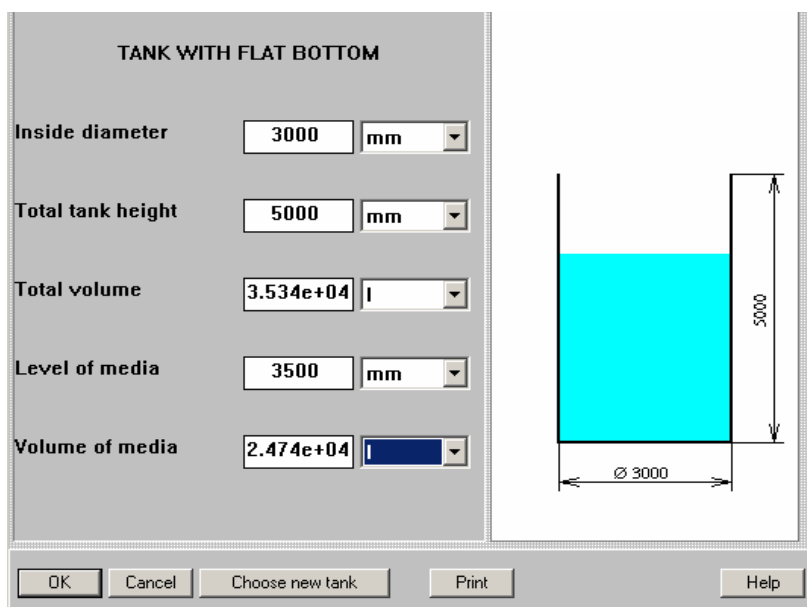 TANK WITH FLAT BOTTOM
Inside diameter 3000 mm
Total tank height 5000 mm
Total volume 3.534e+04 l
Level of media 3500 mm
Volume of media 2.474e+04 l
5000
Ø 3000
OK Cancel Choose new tank Print Help